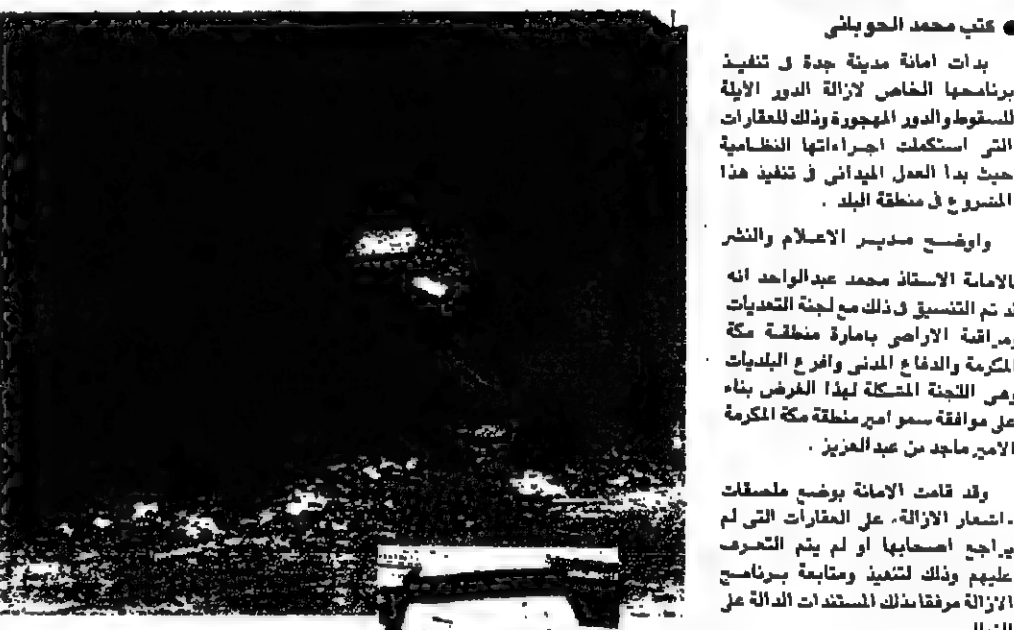 ● كتب محمد الحوباني
بدأت امانة مدينة جدة في تنفيذ
برنامجها الخاص لازالة الدور الايلة
للسقوط والدور المهجورة وذلك للعقارات
التي استكملت اجراءاتها النظامية
حيث بدأ العمل الميداني في تنفيذ هذا
المشروع في منطقة البلد .
واوضح مدير الاعلام والنشر
بالامانة الاستاذ محمد عبدالواحد انه
قد تم التنسيق في ذلك مع لجنة التعديات
ومراقبة الاراضي بامارة منطقة مكة
المكرمة والدفاع المدني وافرع البلديات
وهي اللجنة المشكلة لهذا الغرض بناء
على موافقة سمو امير منطقة مكة المكرمة
الامير ماجد بن عبدالعزيز .
وقد قامت الامانة بوضع ملصقات
.اشعار الازالة. على العقارات التي لم
يراجع اصحابها او لم يتم التعرف
عليهم وذلك لتنفيذ ومتابعة برنامج
الازالة مرفقا بذلك المستندات الدالة على